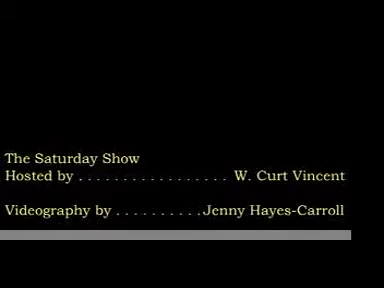 The Saturday Show
Hosted by . . . . . . . . . . . . . . . . . W. Curt Vincent
Videography by . . . . . . . . . . Jenny Hayes-Carroll